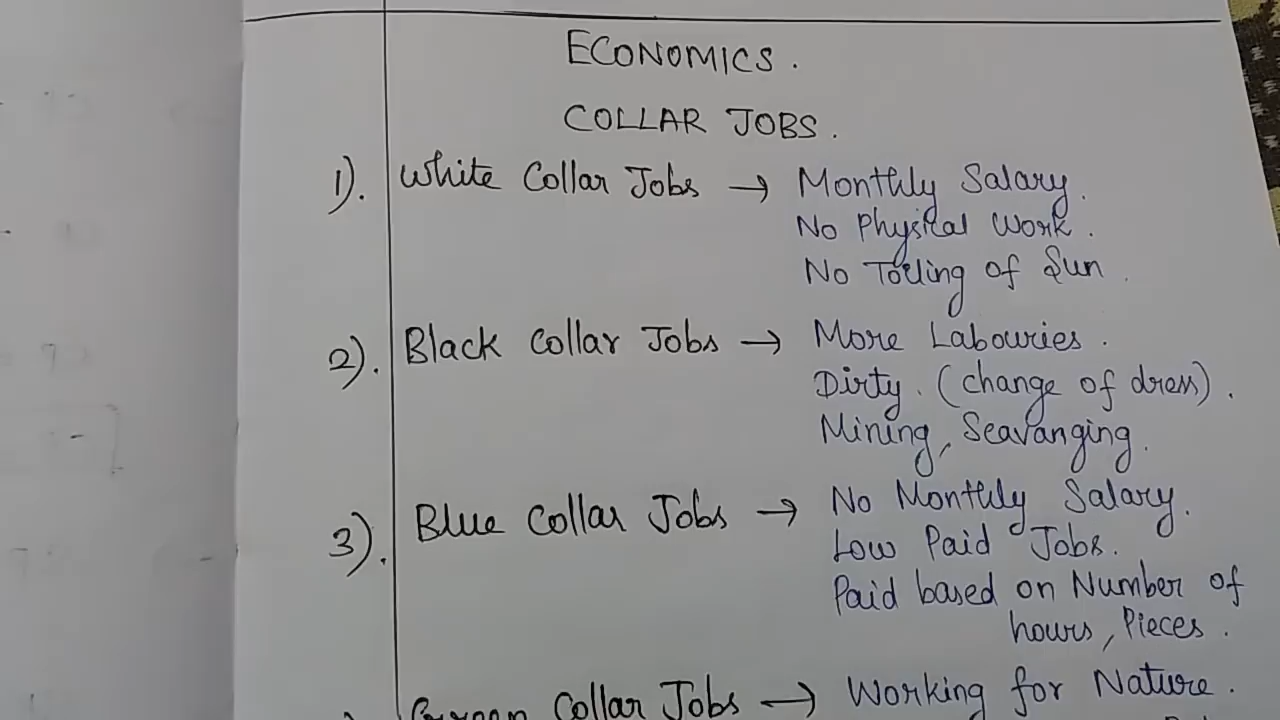 ECONOMICS.
COLLAR JOBS.
1). White Collar Jobs → Monthly Salary.
No Physical Work.
No Toiling of Sun.
2). Black Collar Jobs → More Labouries.
Dirty. (change of dress).
Mining, Scavanging.
3). Blue Collar Jobs → No Monthly Salary.
Low Paid Jobs.
Paid based on Number of
hours, Pieces.
Green Collar Jobs → Working for Nature.